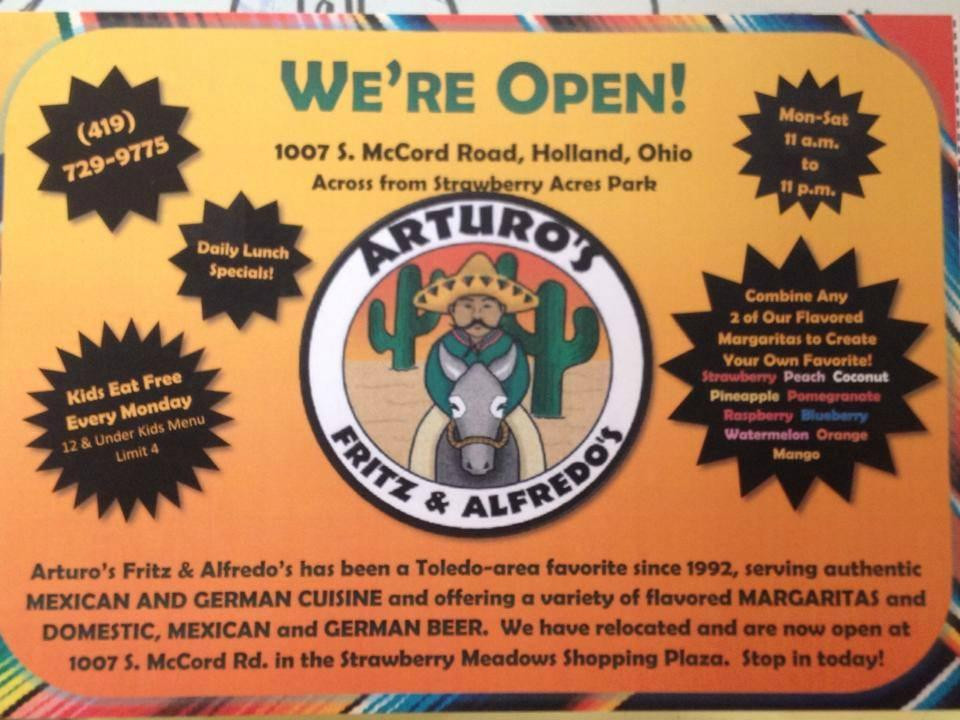 WE'RE OPEN!
1007 S. McCord Road, Holland, Ohio
Across from Strawberry Acres Park
(419)
729-9775
Mon-Sat
11 a.m.
to
11 p.m.
Daily Lunch
Specials!
ARTURO'S
FRITZ & ALFREDO'S
Combine Any
2 of Our Flavored
Margaritas to Create
Your Own Favorite!
Strawberry Peach Coconut
Pineapple Pomegranate
Raspberry Blueberry
Watermelon Orange
Mango
Kids Eat Free
Every Monday
12 & Under Kids Menu
Limit 4
Arturo's Fritz & Alfredo's has been a Toledo-area favorite since 1992, serving authentic
MEXICAN AND GERMAN CUISINE and offering a variety of flavored MARGARITAS and
DOMESTIC, MEXICAN and GERMAN BEER. We have relocated and are now open at
1007 S. McCord Rd. in the Strawberry Meadows Shopping Plaza. Stop in today!